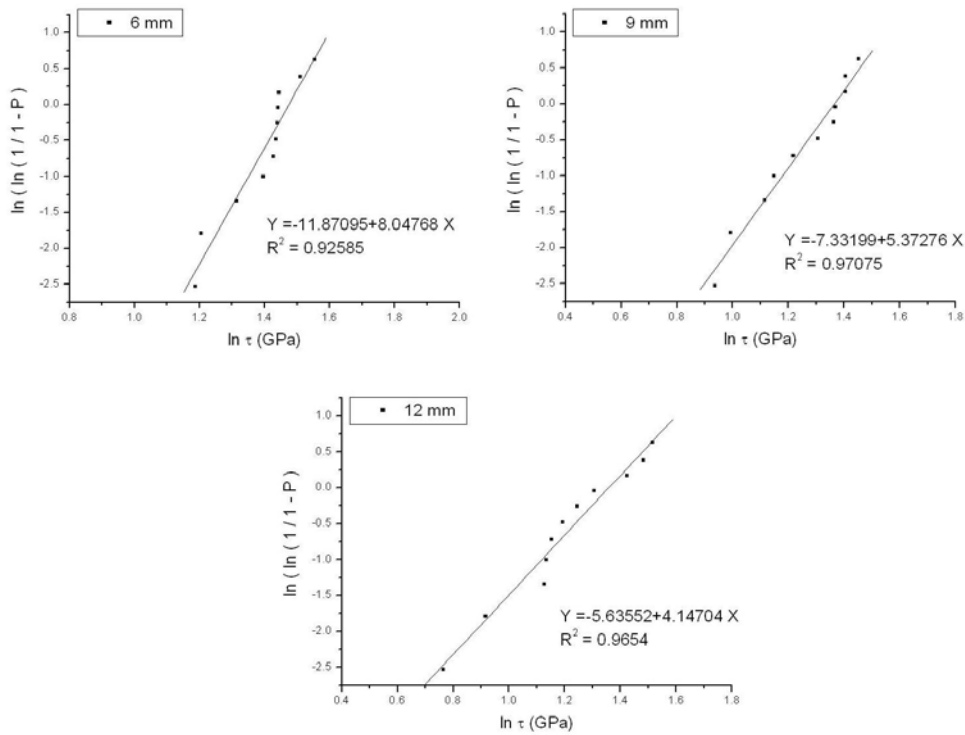 6 mm
ln ( ln ( 1 / 1 - P )
1.0
0.5
0.0
-0.5
-1.0
-1.5
-2.0
-2.5
Y =-11.87095+8.04768 X
R² = 0.92585
0.8 1.0 1.2 1.4 1.6 1.8 2.0
ln τ (GPa)
9 mm
ln ( ln ( 1 / 1 - P )
1.0
0.5
0.0
-0.5
-1.0
-1.5
-2.0
-2.5
Y =-7.33199+5.37276 X
R² = 0.97075
0.4 0.6 0.8 1.0 1.2 1.4 1.6 1.8
ln τ (GPa)
12 mm
ln ( ln ( 1 / 1 - P )
1.0
0.5
0.0
-0.5
-1.0
-1.5
-2.0
-2.5
Y =-5.63552+4.14704 X
R² = 0.9654
0.4 0.6 0.8 1.0 1.2 1.4 1.6 1.8
ln τ (GPa)